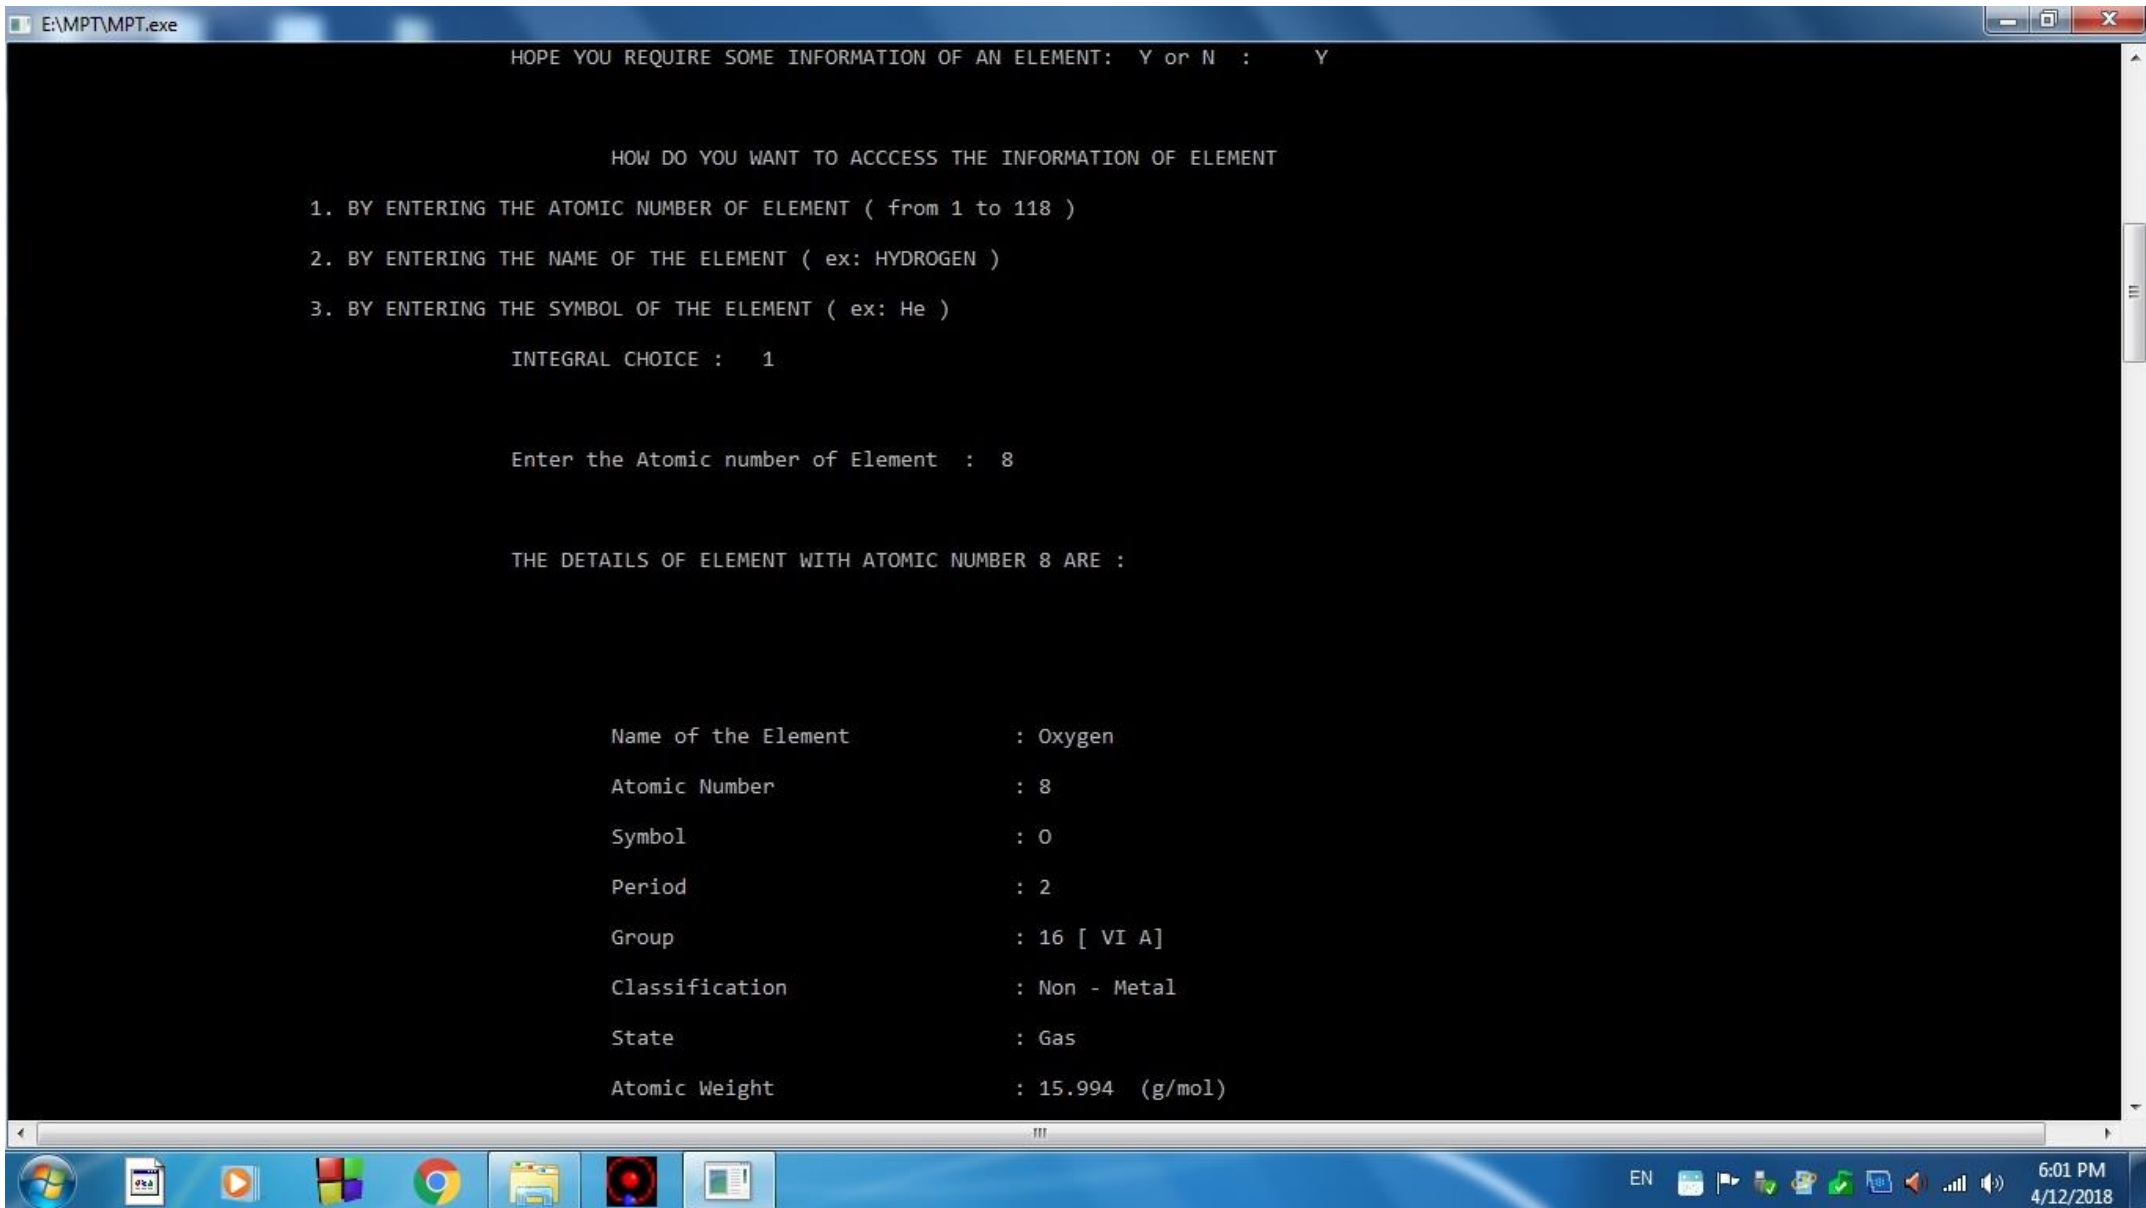 E:\MPT\MPT.exe
HOPE YOU REQUIRE SOME INFORMATION OF AN ELEMENT: Y or N : Y
HOW DO YOU WANT TO ACCCESS THE INFORMATION OF ELEMENT
1. BY ENTERING THE ATOMIC NUMBER OF ELEMENT ( from 1 to 118 )
2. BY ENTERING THE NAME OF THE ELEMENT ( ex: HYDROGEN )
3. BY ENTERING THE SYMBOL OF THE ELEMENT ( ex: He )
INTEGRAL CHOICE : 1
Enter the Atomic number of Element : 8
THE DETAILS OF ELEMENT WITH ATOMIC NUMBER 8 ARE :
Name of the Element : Oxygen
Atomic Number : 8
Symbol : O
Period : 2
Group : 16 [ VI A]
Classification : Non - Metal
State : Gas
Atomic Weight : 15.994 (g/mol)
EN
6:01 PM
4/12/2018